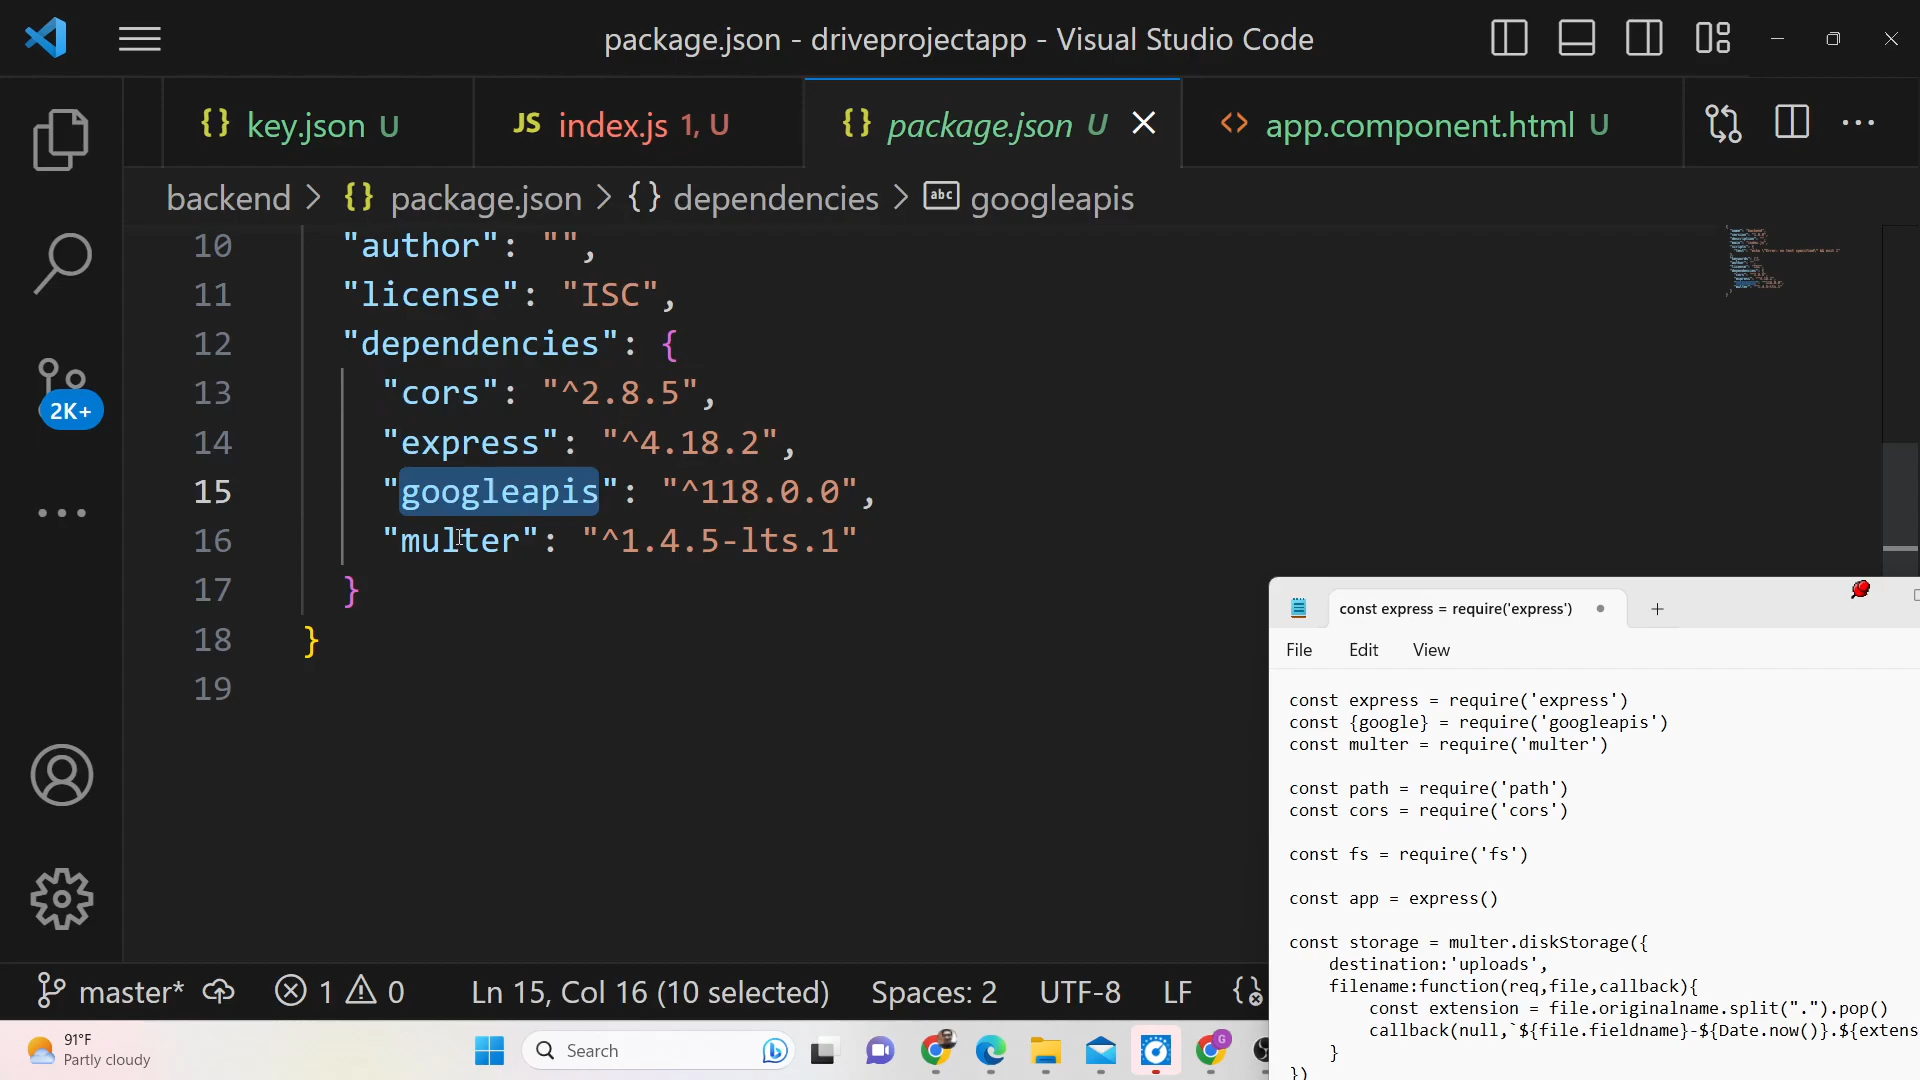 package.json - driveprojectapp - Visual Studio Code
{} key.json U
JS index.js 1, U
{} package.json U
<> app.component.html U
backend > {} package.json > {} dependencies > abc googleapis
10 "author": "",
11 "license": "ISC",
12 "dependencies": {
13 "cors": "^2.8.5",
14 "express": "^4.18.2",
15 "googleapis": "^118.0.0",
16 "multer": "^1.4.5-lts.1"
17 }
18 }
19
2K+
const express = require('express')
File Edit View
const express = require('express')
const {google} = require('googleapis')
const multer = require('multer')
const path = require('path')
const cors = require('cors')
const fs = require('fs')
const app = express()
const storage = multer.diskStorage({
destination:'uploads',
filename:function(req,file,callback){
const extension = file.originalname.split(".").pop()
callback(null,`${file.fieldname}-${Date.now()}.${extens
}
})
master* 1 0 Ln 15, Col 16 (10 selected) Spaces: 2 UTF-8 LF {}
91°F
Partly cloudy
Search
G